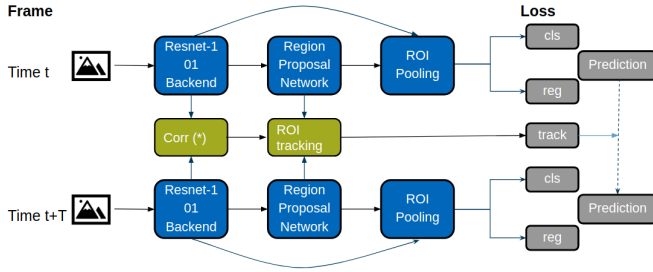 Frame
Loss
Time t
Resnet-1
01
Backend
Region
Proposal
Network
ROI
Pooling
cls
reg
Prediction
Corr (*)
ROI
tracking
track
Time t+T
Resnet-1
01
Backend
Region
Proposal
Network
ROI
Pooling
cls
reg
Prediction